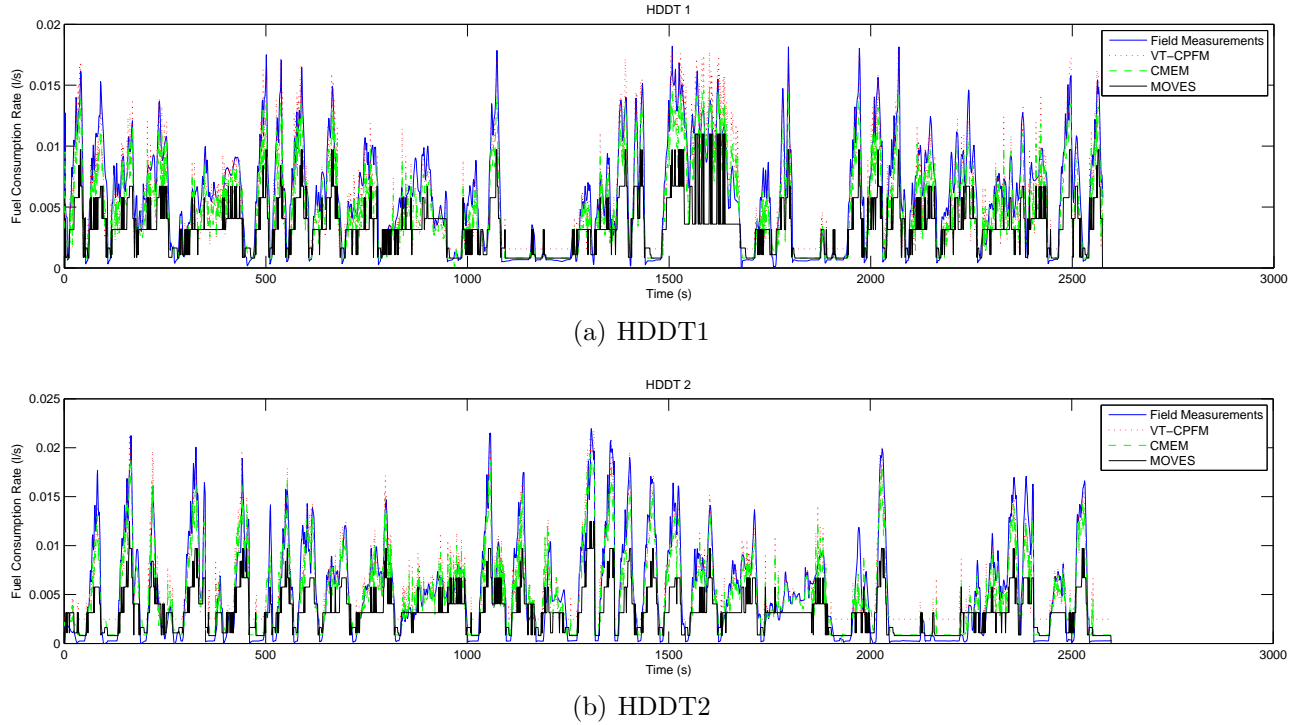 HDDT 1
Fuel Consumption Rate (l/s)
0.02
0.015
0.01
0.005
0
0 500 1000 1500 2000 2500 3000
Time (s)
Field Measurements
VT−CPFM
CMEM
MOVES
(a) HDDT1
HDDT 2
Fuel Consumption Rate (l/s)
0.025
0.02
0.015
0.01
0.005
0
0 500 1000 1500 2000 2500 3000
Time (s)
Field Measurements
VT−CPFM
CMEM
MOVES
(b) HDDT2